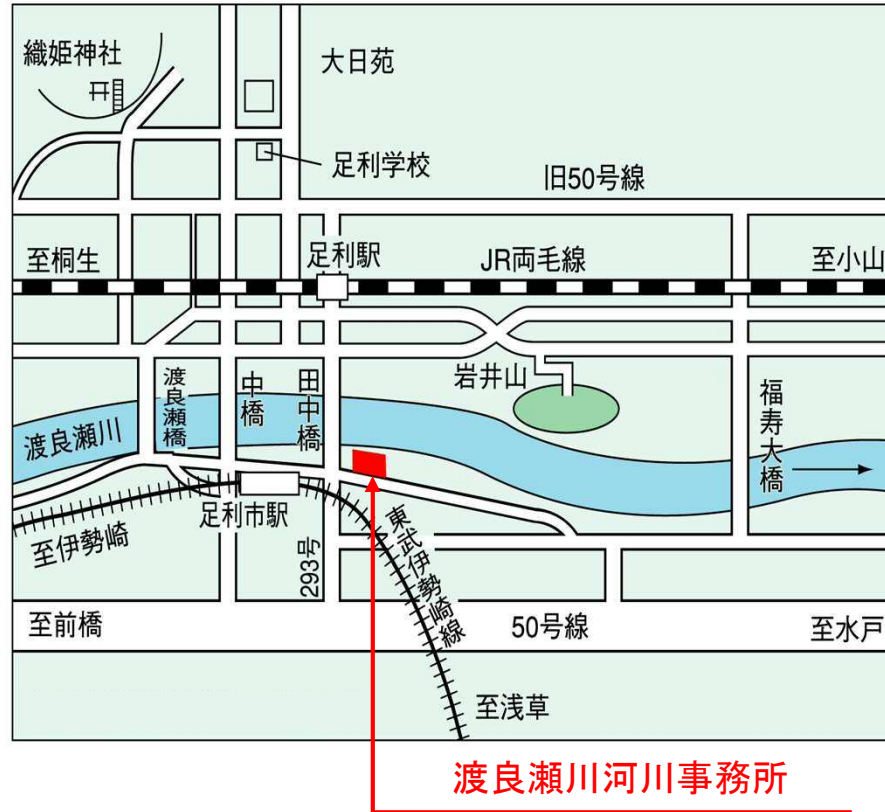 織姫神社
大日苑
足利学校
旧50号線
至桐生
足利駅
JR両毛線
至小山
渡良瀬川
渡良瀬橋
中橋
田中橋
岩井山
福寿大橋
足利市駅
至伊勢崎
293号
東武伊勢崎線
至前橋
50号線
至水戸
至浅草
渡良瀬川河川事務所